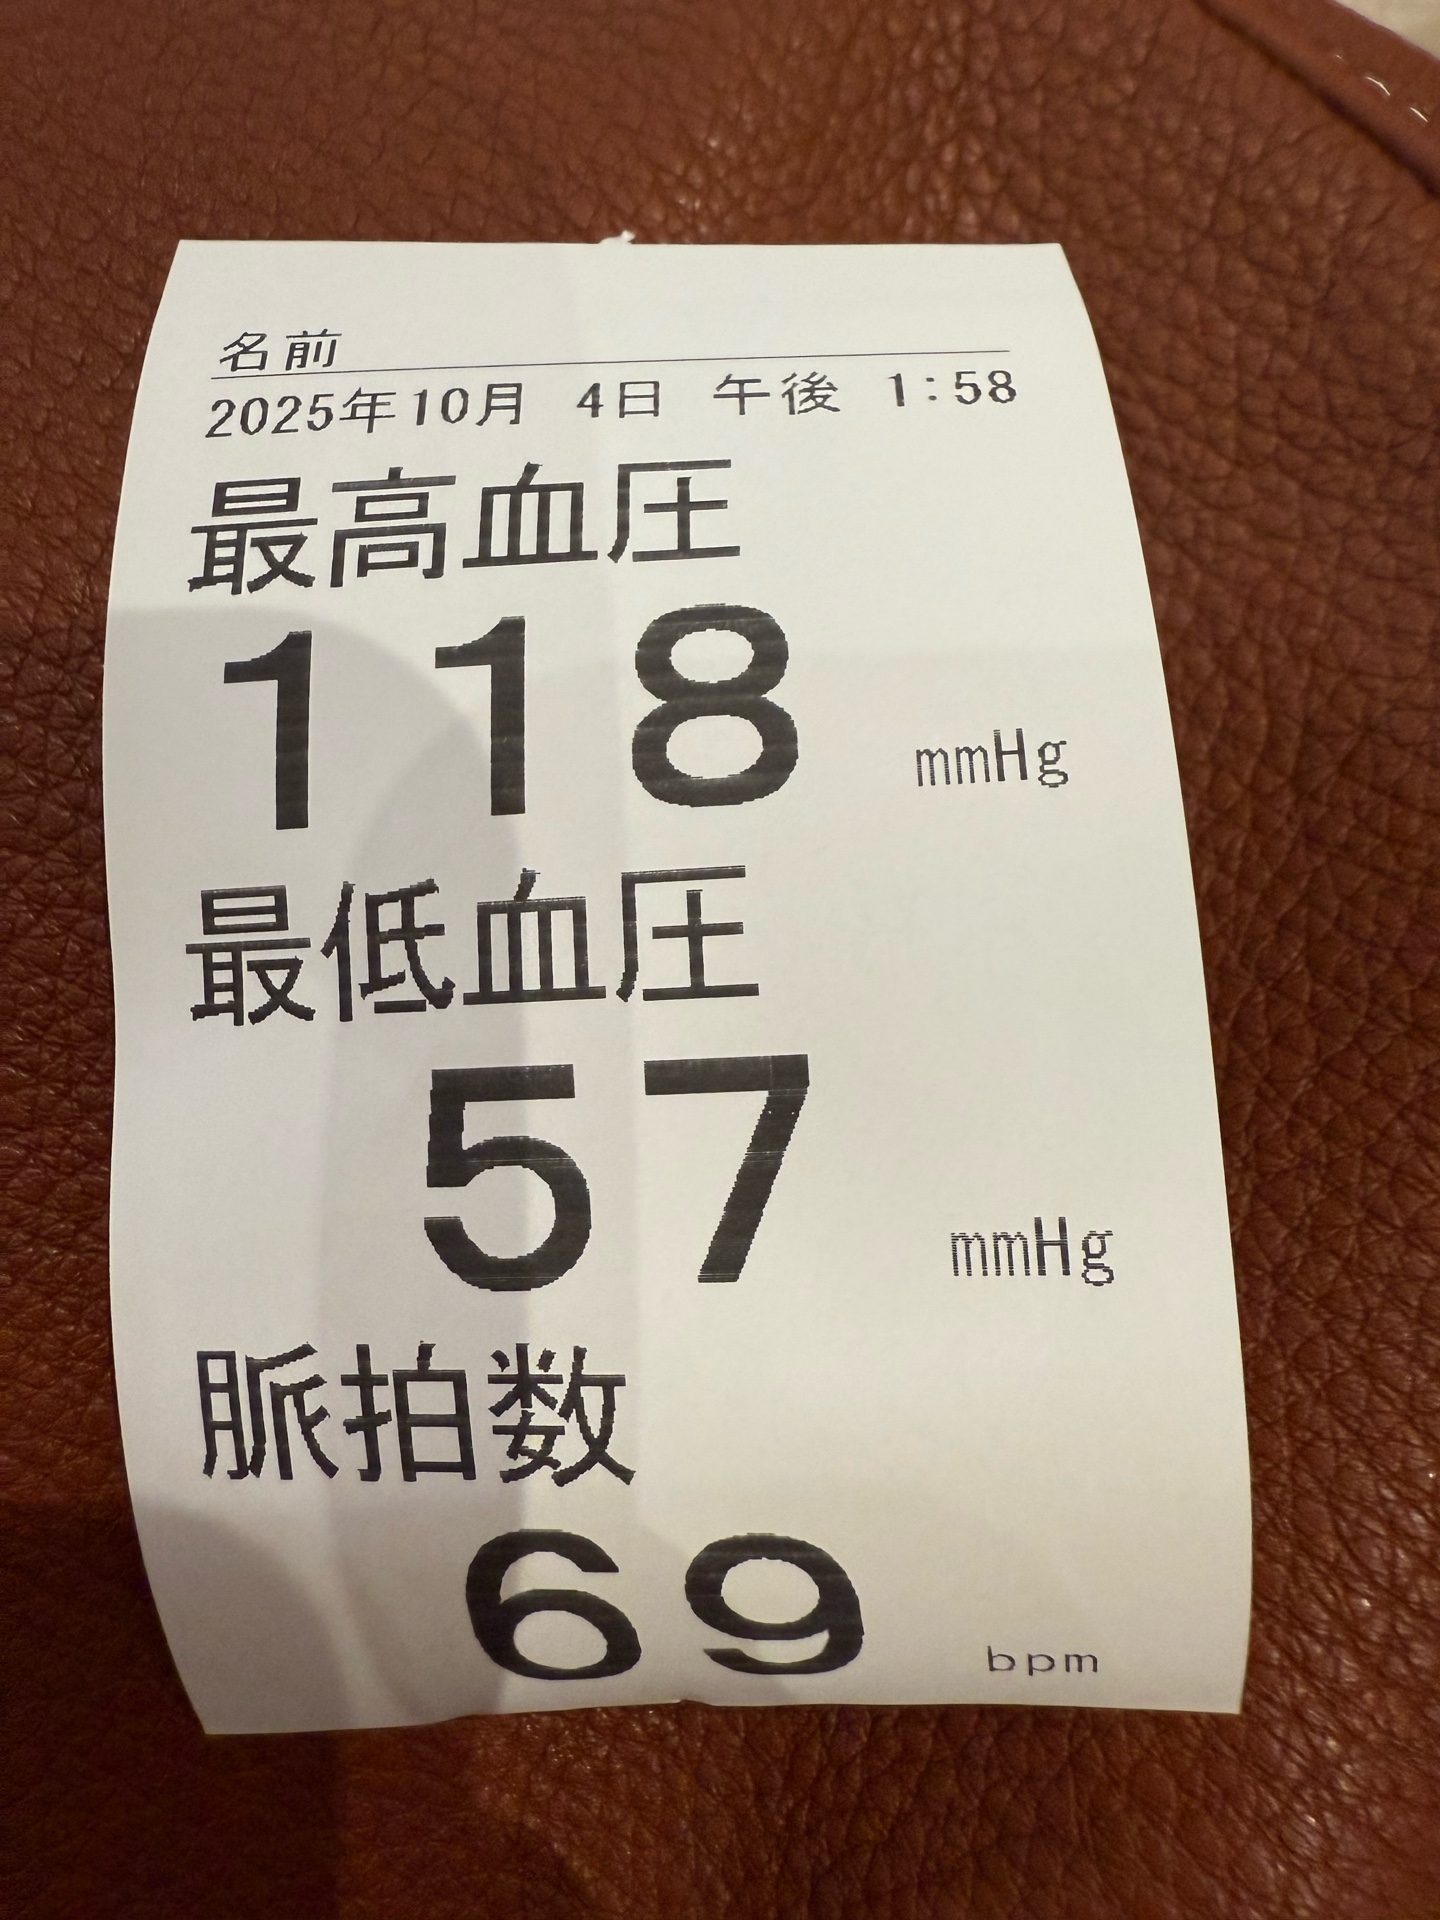 名前
2025年10月 4日 午後 1:58
最高血圧
118 mmHg
最低血圧
57 mmHg
脈拍数
69 bpm